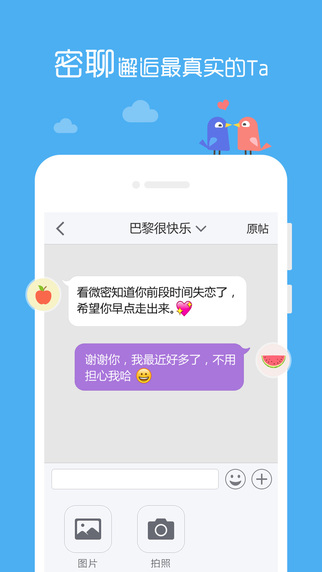 密聊邂逅最真实的Ta
巴黎很快乐
原帖
看微密知道你前段时间失恋了，
希望你早点走出来。💘
谢谢你，我最近好多了，不用
担心我哈 😄
图片
拍照